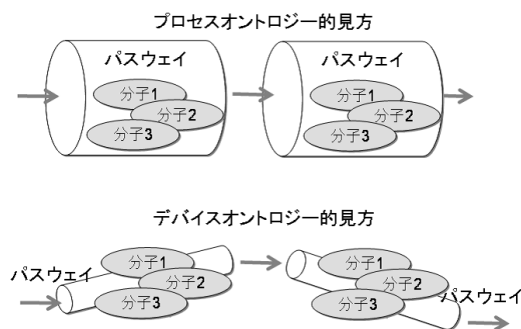 プロセスオントロジー的見方
パスウェイ
分子1
分子2
分子3
パスウェイ
分子1
分子2
分子3
デバイスオントロジー的見方
パスウェイ
分子1
分子2
分子3
分子1
分子2
分子3
パスウェイ